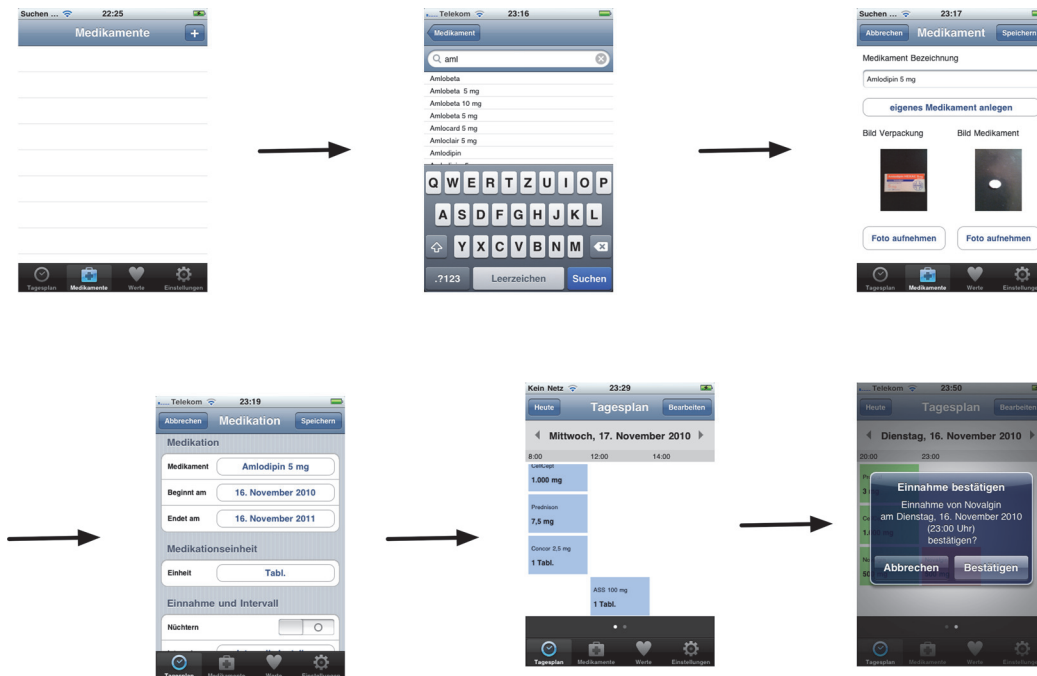 Suchen ... 22:25
Medikamente +
Tagesplan Medikamente Werte Einstellungen
Telekom 23:16
Medikament
aml
Amlobeta
Amlobeta 5 mg
Amlobeta 10 mg
Amlobeta 5 mg
Amlocard 5 mg
Amloclair 5 mg
Amlodipin
Q W E R T Z U I O P
A S D F G H J K L
Y X C V B N M
.?123 Leerzeichen Suchen
Suchen ... 23:17
Abbrechen Medikament Speichern
Medikament Bezeichnung
Amlodipin 5 mg
eigenes Medikament anlegen
Bild Verpackung Bild Medikament
Foto aufnehmen Foto aufnehmen
Tagesplan Medikamente Werte Einstellungen
Telekom 23:19
Abbrechen Medikation Speichern
Medikation
Medikament Amlodipin 5 mg
Beginnt am 16. November 2010
Endet am 16. November 2011
Medikationseinheit
Einheit Tabl.
Einnahme und Intervall
Nüchtern
Tagesplan Medikamente Werte Einstellungen
Kein Netz 23:29
Heute Tagesplan Bearbeiten
Mittwoch, 17. November 2010
8:00 12:00 14:00
CellCept
1.000 mg
Prednison
7,5 mg
Concor 2,5 mg
1 Tabl.
ASS 100 mg
1 Tabl.
Tagesplan Medikamente Werte Einstellungen
Telekom 23:50
Heute Tagesplan Bearbeiten
Dienstag, 16. November 2010
20:00 23:00
Einnahme bestätigen
Einnahme von Novalgin
am Dienstag, 16. November 2010
(23:00 Uhr)
bestätigen?
Abbrechen Bestätigen
Tagesplan Medikamente Werte Einstellungen